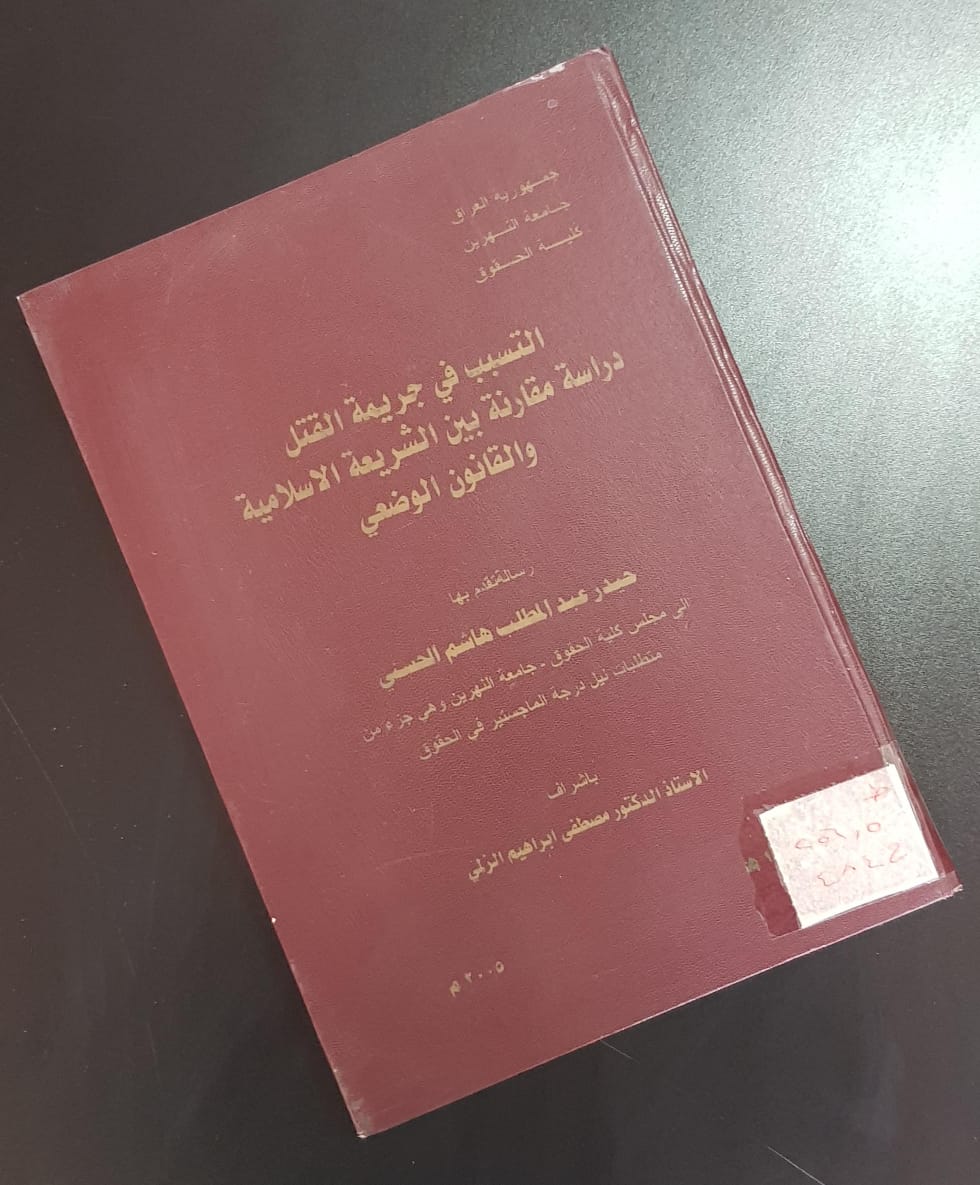 جمهورية العراق
جامعة النهرين
كلية الحقوق
التسبب في جريمة القتل
دراسة مقارنة بين الشريعة الاسلامية
والقانون الوضعي
رسالة تقدم بها
حيدر عبد المطلب هاشم الحسني
الى مجلس كلية الحقوق - جامعة النهرين وهي جزء من
متطلبات نيل درجة الماجستير في الحقوق
باشراف
الاستاذ الدكتور مصطفى ابراهيم الزلمي
٢٠٠٥ م